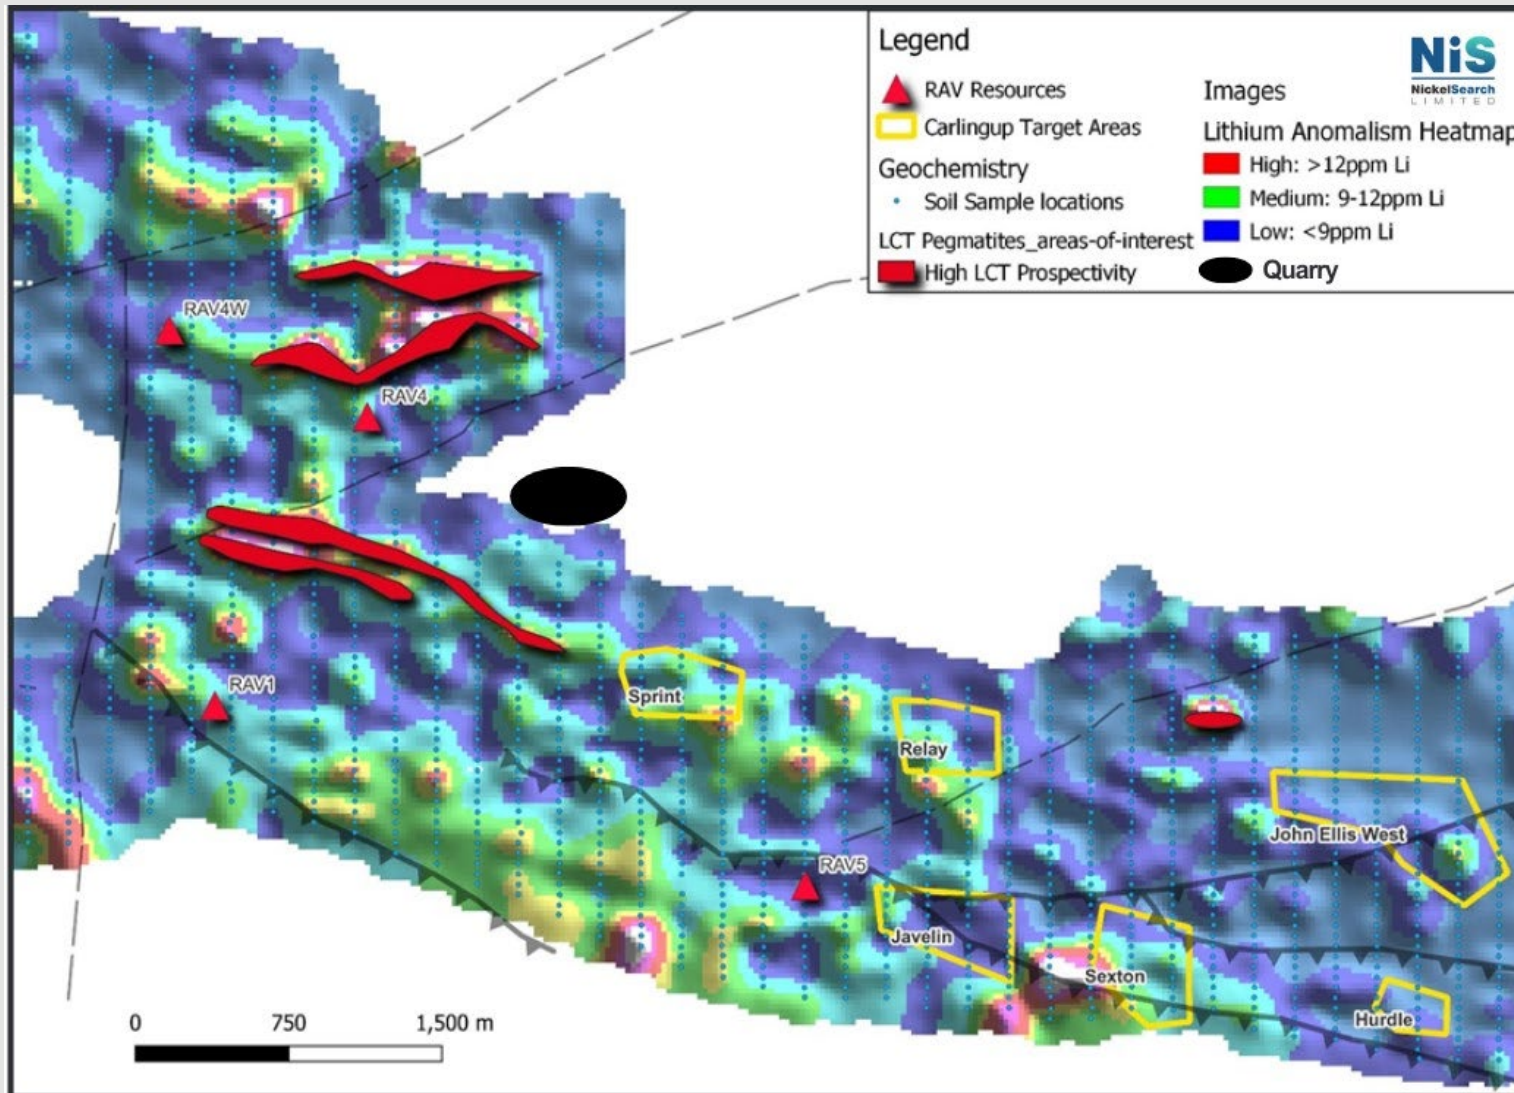 Legend
RAV Resources
Carlingup Target Areas
Geochemistry
Soil Sample locations
LCT Pegmatites_areas-of-interest
High LCT Prospectivity
NiS
NickelSearch
LIMITED
Images
Lithium Anomalism Heatmap
High: >12ppm Li
Medium: 9-12ppm Li
Low: <9ppm Li
Quarry
RAV4W
RAV4
RAV1
Sprint
Relay
John Ellis West
RAV5
Javelin
Sexton
Hurdle
0 750 1,500 m